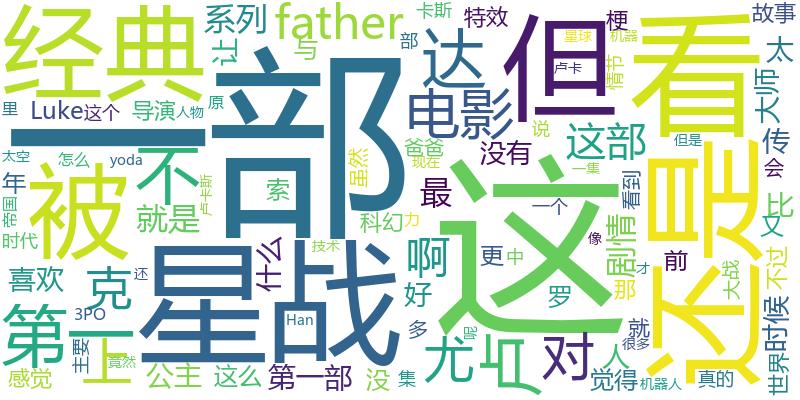 经典
系列
father
卡斯
特效
梗
故事
一部
但
看
让
与
部
达
情节
星球
机器
太
里
Luke
这个
导演
人物
原
电影
卢卡
大师
没有
说
这部
爸爸
现在
但是
传
太空
怎么
yoda
不
虽然
一集
会
被
索
最
看到
还是
年
卢卡斯
科幻
力
一个
比
帝国
就是
这
剧情
又
时代
星战
什么
啊
更
中
像
那
前
不过
喜欢
克
好
罗
才
大战
第一
3PO
技术
Han
多
就
时候
主要
还
尤
呢
片
对
人
很多
世界
上
竟然
感觉
公主
这么
第一部
没
集
觉得
机器人
真的